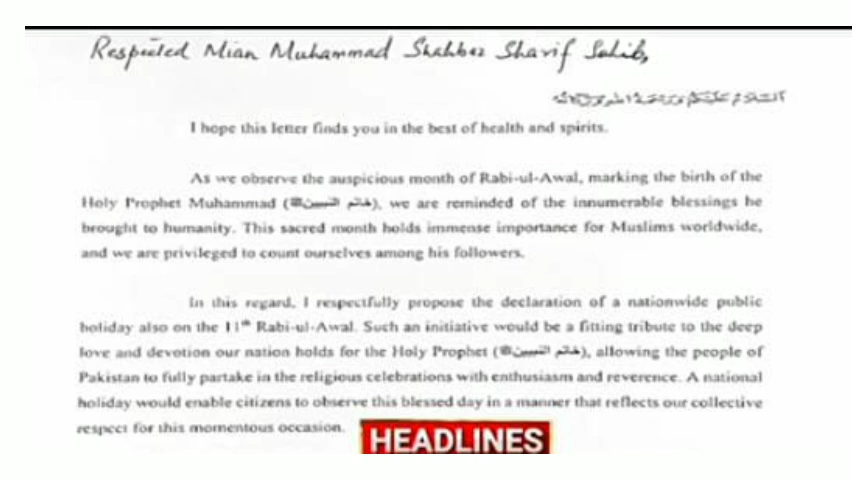 Respected Mian Muhammad Shahbaz Sharif Sahib,
السلام علیکم ورحمۃ اللہ وبرکاتہ
I hope this letter finds you in the best of health and spirits.
As we observe the auspicious month of Rabi-ul-Awal, marking the birth of the
Holy Prophet Muhammad (خاتم النبیین ﷺ), we are reminded of the innumerable blessings he
brought to humanity. This sacred month holds immense importance for Muslims worldwide,
and we are privileged to count ourselves among his followers.
In this regard, I respectfully propose the declaration of a nationwide public
holiday also on the 11th Rabi-ul-Awal. Such an initiative would be a fitting tribute to the deep
love and devotion our nation holds for the Holy Prophet (خاتم النبیین ﷺ), allowing the people of
Pakistan to fully partake in the religious celebrations with enthusiasm and reverence. A national
holiday would enable citizens to observe this blessed day in a manner that reflects our collective
respect for this momentous occasion.
HEADLINES